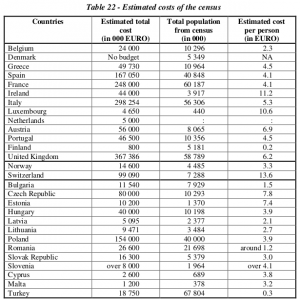 Table 22 - Estimated costs of the census
Countries Estimated total cost (in 000 EURO) Total population from census (in 000) Estimated cost per person (in EURO)
Belgium 24 000 10 296 2.3
Denmark No budget 5 349 NA
Greece 49 730 10 964 4.5
Spain 167 050 40 848 4.1
France 248 000 60 187 4.1
Ireland 44 000 3 917 11.2
Italy 298 254 56 306 5.3
Luxembourg 4 650 440 10.6
Netherlands 5 000 : :
Austria 56 000 8 065 6.9
Portugal 46 500 10 356 4.5
Finland 800 5 181 0.2
United Kingdom 367 386 58 789 6.2
Norway 14 600 4 485 3.3
Switzerland 99 090 7 288 13.6
Bulgaria 11 540 7 929 1.5
Czech Republic 80 000 10 293 7.8
Estonia 10 200 1 370 7.4
Hungary 40 000 10 198 3.9
Latvia 5 095 2 377 2.1
Lithuania 9 471 3 484 2.7
Poland 154 000 40 000 3.9
Romania 26 600 21 698 around 1.2
Slovak Republic 16 300 5 379 3.0
Slovenia over 8 000 1 964 over 4.1
Cyprus 2 600 689 3.8
Malta 1 200 378 3.2
Turkey 18 750 67 804 0.3